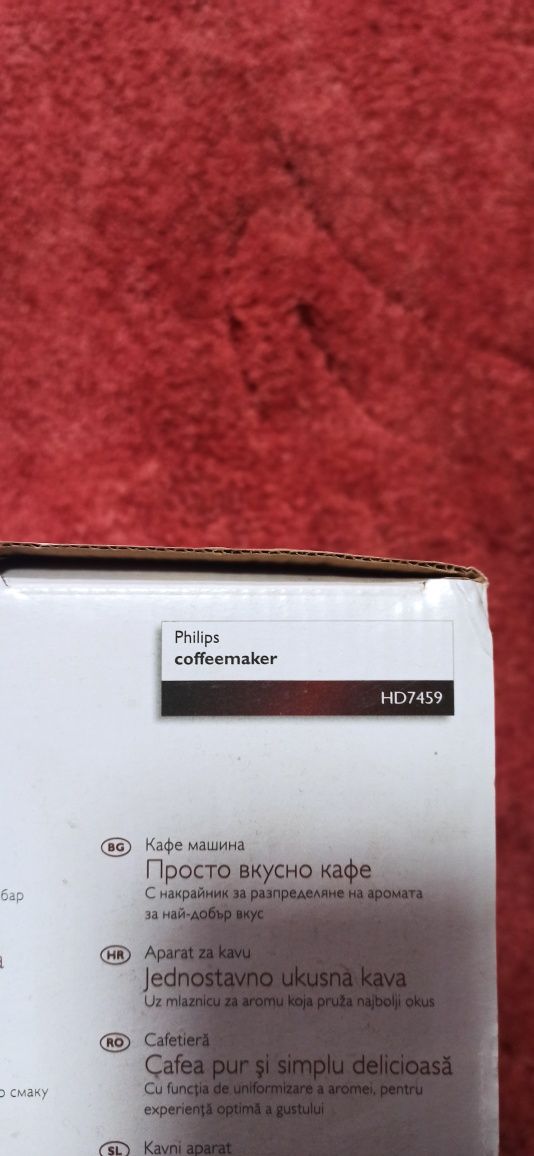 Philips
coffeemaker
HD7459
BG Кафе машина
Просто вкусно кафе
С накрайник за разпределяне на аромата
за най-добър вкус
бар
HR Aparat za kavu
Jednostavno ukusna kava
Uz mlaznicu za aromu koja pruža najbolji okus
RO Cafetieră
Cafea pur şi simplu delicioasă
Cu funcţia de uniformizare a aromei, pentru
experienţă optimă a gustului
смаку
SL Kavni aparat